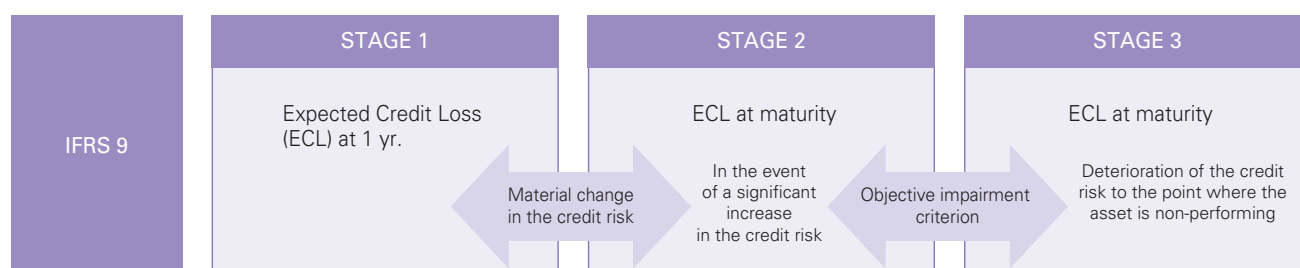 IFRS 9
STAGE 1
Expected Credit Loss
(ECL) at 1 yr.
Material change
in the credit risk
STAGE 2
ECL at maturity
In the event
of a significant
increase
in the credit risk
Objective impairment
criterion
STAGE 3
ECL at maturity
Deterioration of the credit
risk to the point where the
asset is non-performing